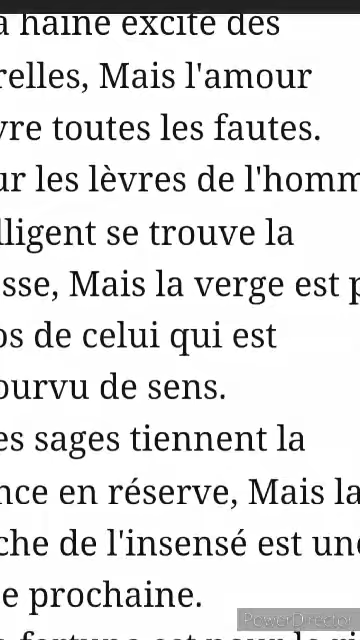 a haine excite des
relles, Mais l'amour
vre toutes les fautes.
ur les lèvres de l'homm
lligent se trouve la
sse, Mais la verge est p
os de celui qui est
ourvu de sens.
es sages tiennent la
nce en réserve, Mais la
che de l'insensé est une
e prochaine.
PowerDirector